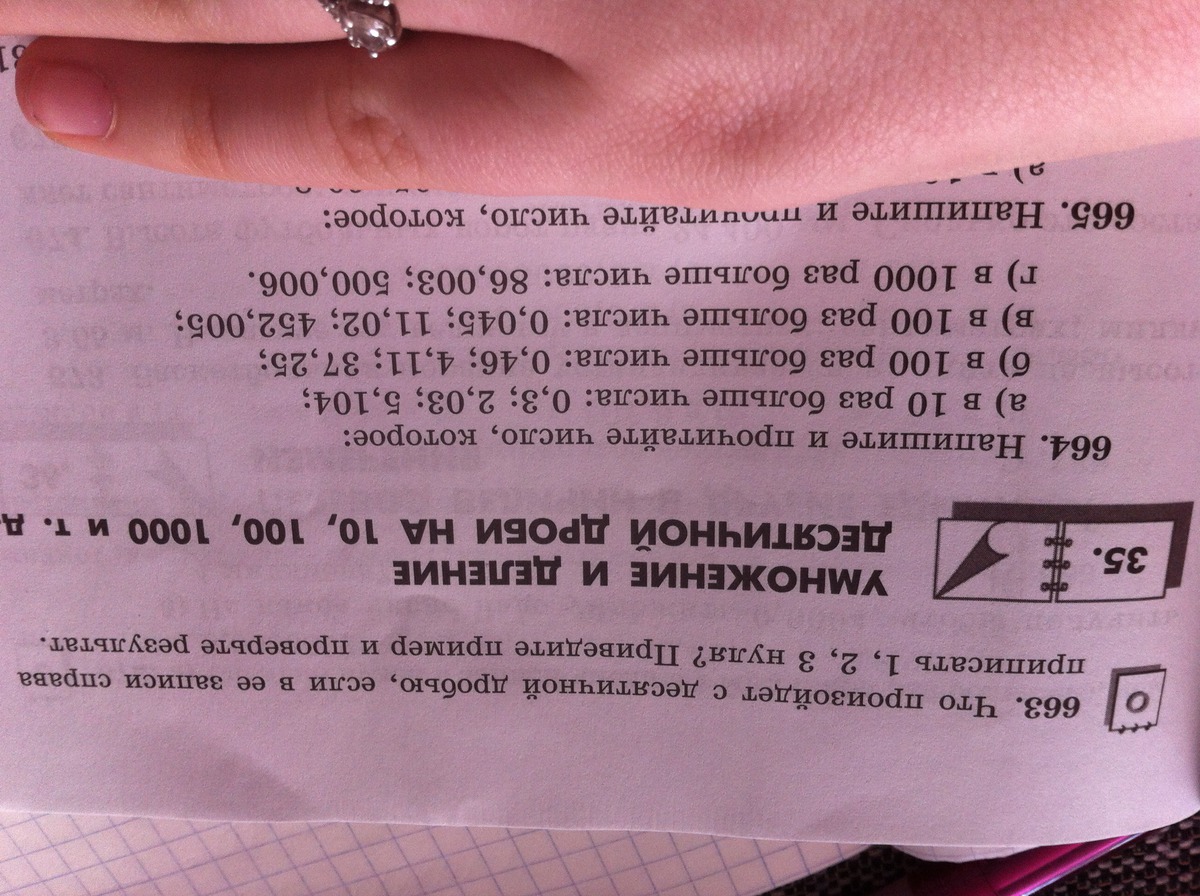 663. Что произойдет с десятичной дробью, если в ее записи справа
приписать 1, 2, 3 нуля? Приведите пример и проверьте результат.
35.
УМНОЖЕНИЕ И ДЕЛЕНИЕ
ДЕСЯТИЧНОЙ ДРОБИ НА 10, 100, 1000 И Т. Д.
664. Напишите и прочитайте число, которое:
а) в 10 раз больше числа: 0,3; 2,03; 5,104;
б) в 100 раз больше числа: 0,46; 4,11; 37,25;
в) в 100 раз больше числа: 0,045; 11,02; 452,005;
г) в 1000 раз больше числа: 86,003; 500,006.
665. Напишите и прочитайте число, которое:
а)